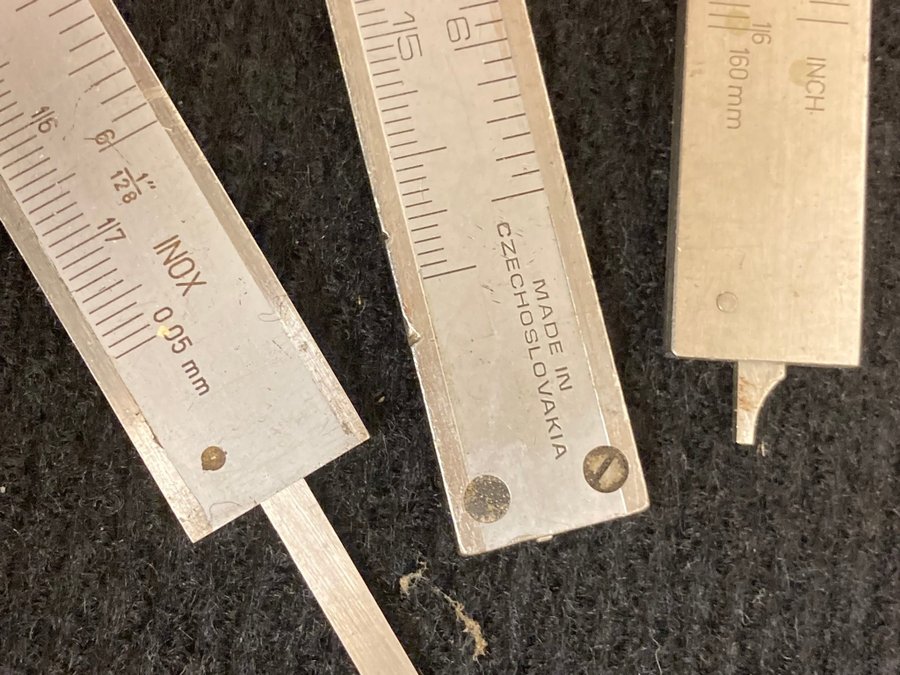 16
6
1"
128
17
INOX
0.05 mm
15
6
MADE IN
CZECHOSLOVAKIA
16
160 mm
INCH.